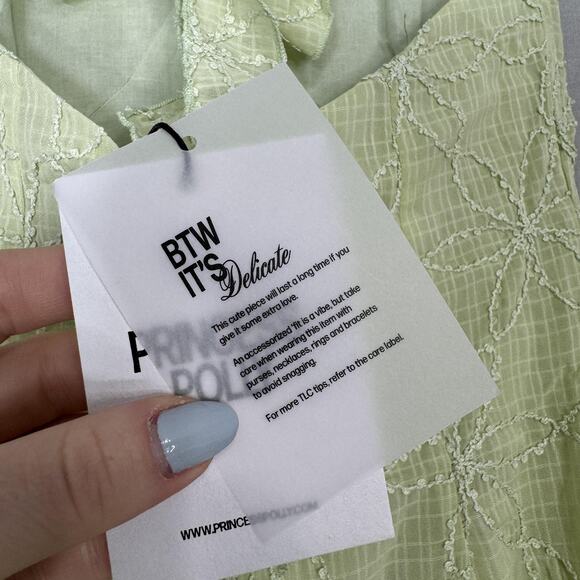 BTW
IT'S Delicate
This cute piece will last a long time if you
give it some extra love.
An accessorized 'fit is a vibe, but take
care when wearing this item with
purses, necklaces, rings and bracelets
to avoid snagging.
For more TLC tips, refer to the care label.
PRINCESS
POLLY
WWW.PRINCESSPOLLY.COM